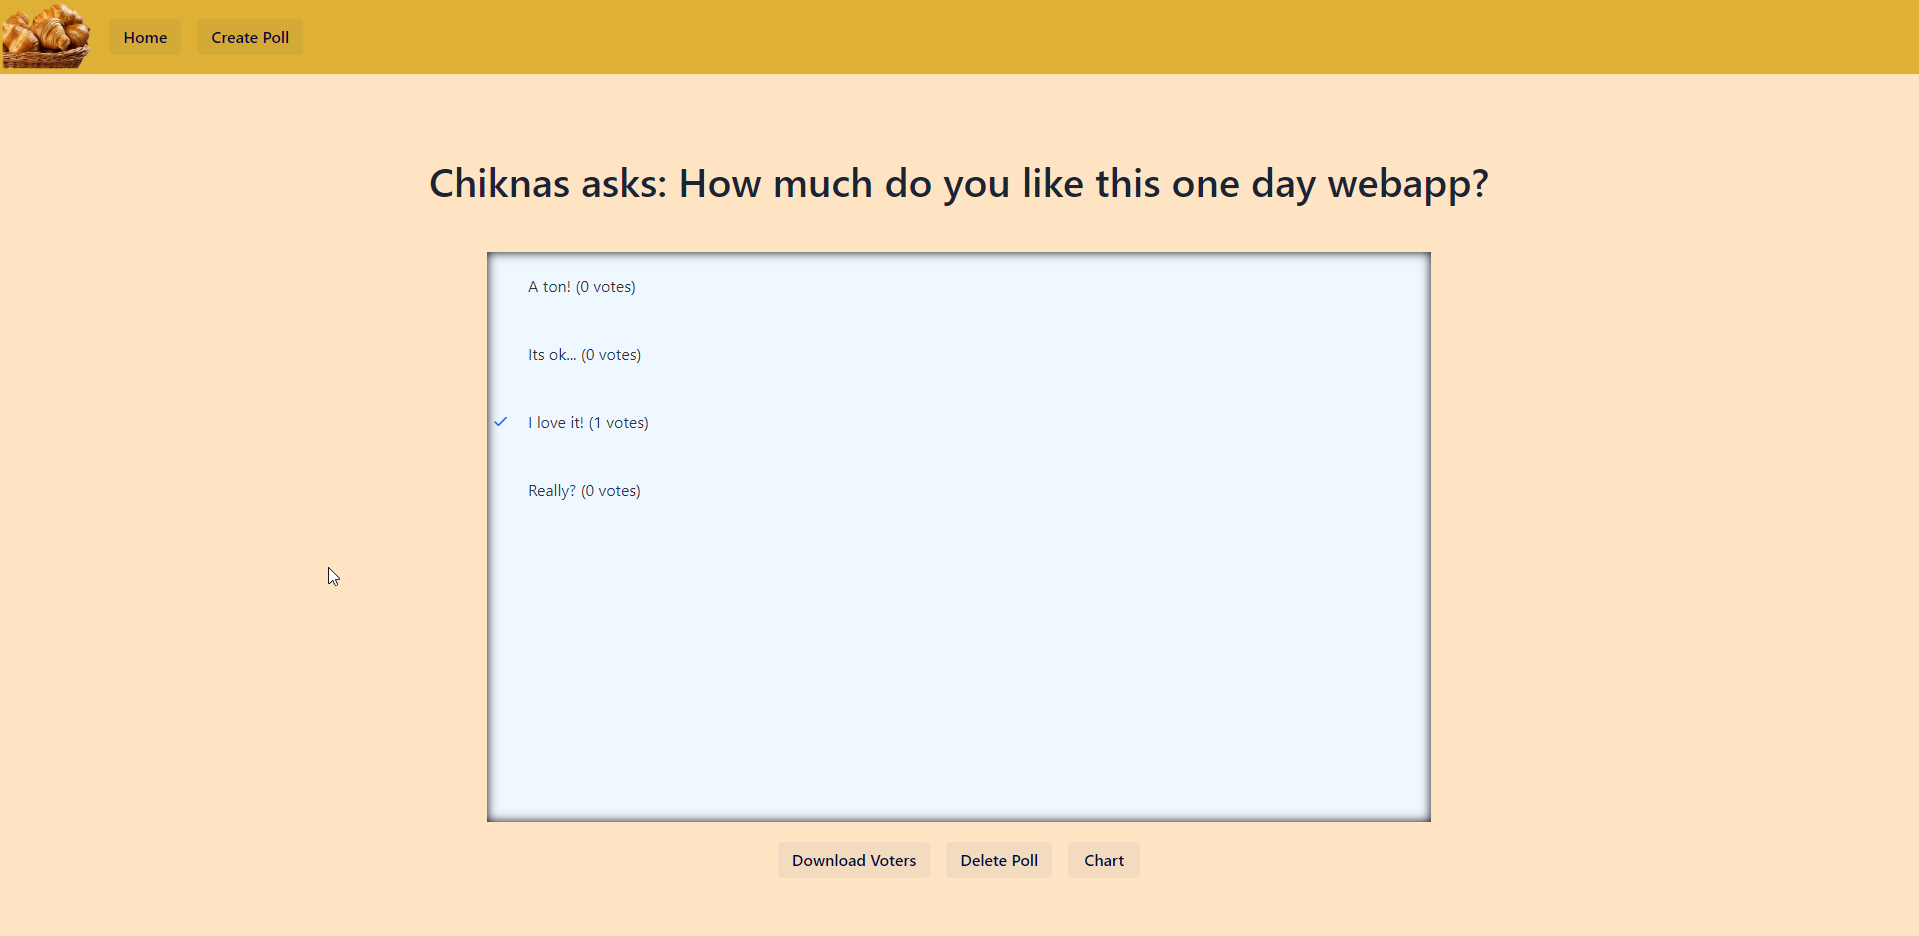 Home
Create Poll
Chiknas asks: How much do you like this one day webapp?
A ton! (0 votes)
Its ok... (0 votes)
I love it! (1 votes)
Really? (0 votes)
Download Voters
Delete Poll
Chart